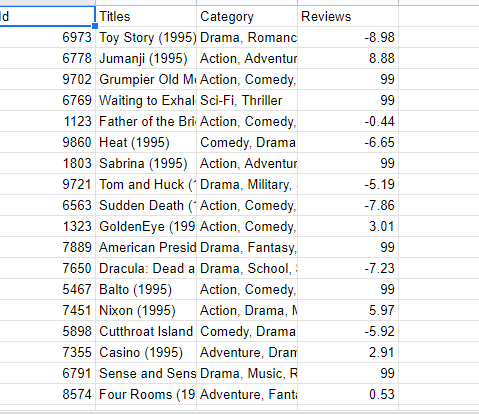 Id Titles Category Reviews
6973 Toy Story (1995) Drama, Romanc -8.98
6778 Jumanji (1995) Action, Adventur 8.88
9702 Grumpier Old M Action, Comedy, 99
6769 Waiting to Exhal Sci-Fi, Thriller 99
1123 Father of the Bri Action, Comedy, -0.44
9860 Heat (1995) Comedy, Drama -6.65
1803 Sabrina (1995) Action, Adventur 99
9721 Tom and Huck (1 Drama, Military, -5.19
6563 Sudden Death (1 Action, Comedy, -7.86
1323 GoldenEye (199 Action, Comedy, 3.01
7889 American Presid Drama, Fantasy, 99
7650 Dracula: Dead a Drama, School, -7.23
5467 Balto (1995) Action, Comedy, 99
7451 Nixon (1995) Action, Drama, M 5.97
5898 Cutthroat Island Comedy, Drama -5.92
7355 Casino (1995) Adventure, Dram 2.91
6791 Sense and Sens Drama, Music, R 99
8574 Four Rooms (19 Adventure, Fanta 0.53